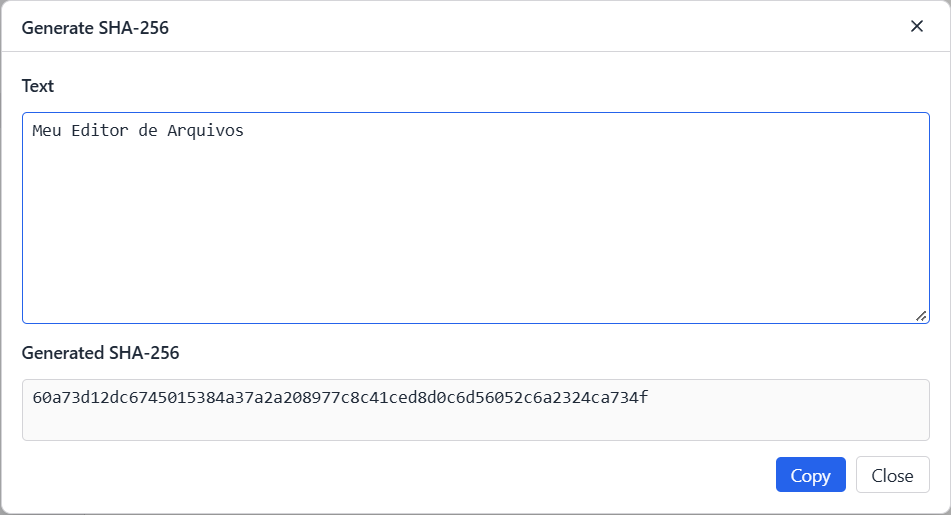 Generate SHA-256
Text
Meu Editor de Arquivos
Generated SHA-256
60a73d12dc6745015384a37a2a208977c8c41ced8d0c6d56052c6a2324ca734f
Copy
Close